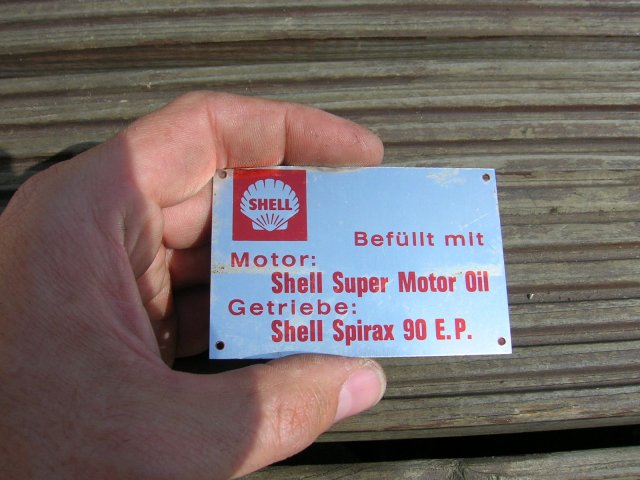 SHELL
Befüllt mit
Motor:
Shell Super Motor Oil
Getriebe:
Shell Spirax 90 E.P.